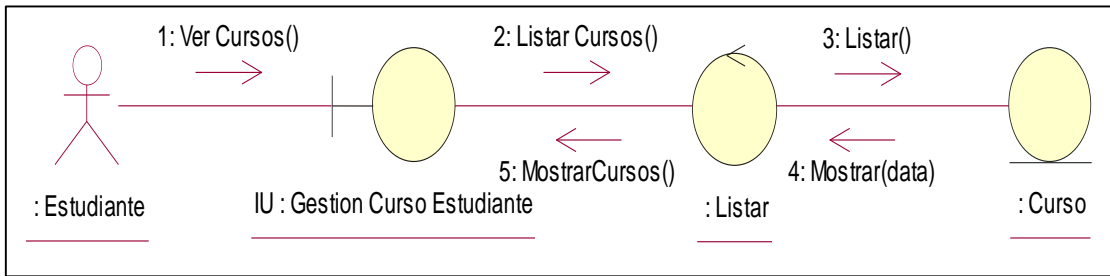 1: Ver Cursos()
2: Listar Cursos()
3: Listar()
5: MostrarCursos()
4: Mostrar(data)
: Estudiante
IU : Gestion Curso Estudiante
: Listar
: Curso